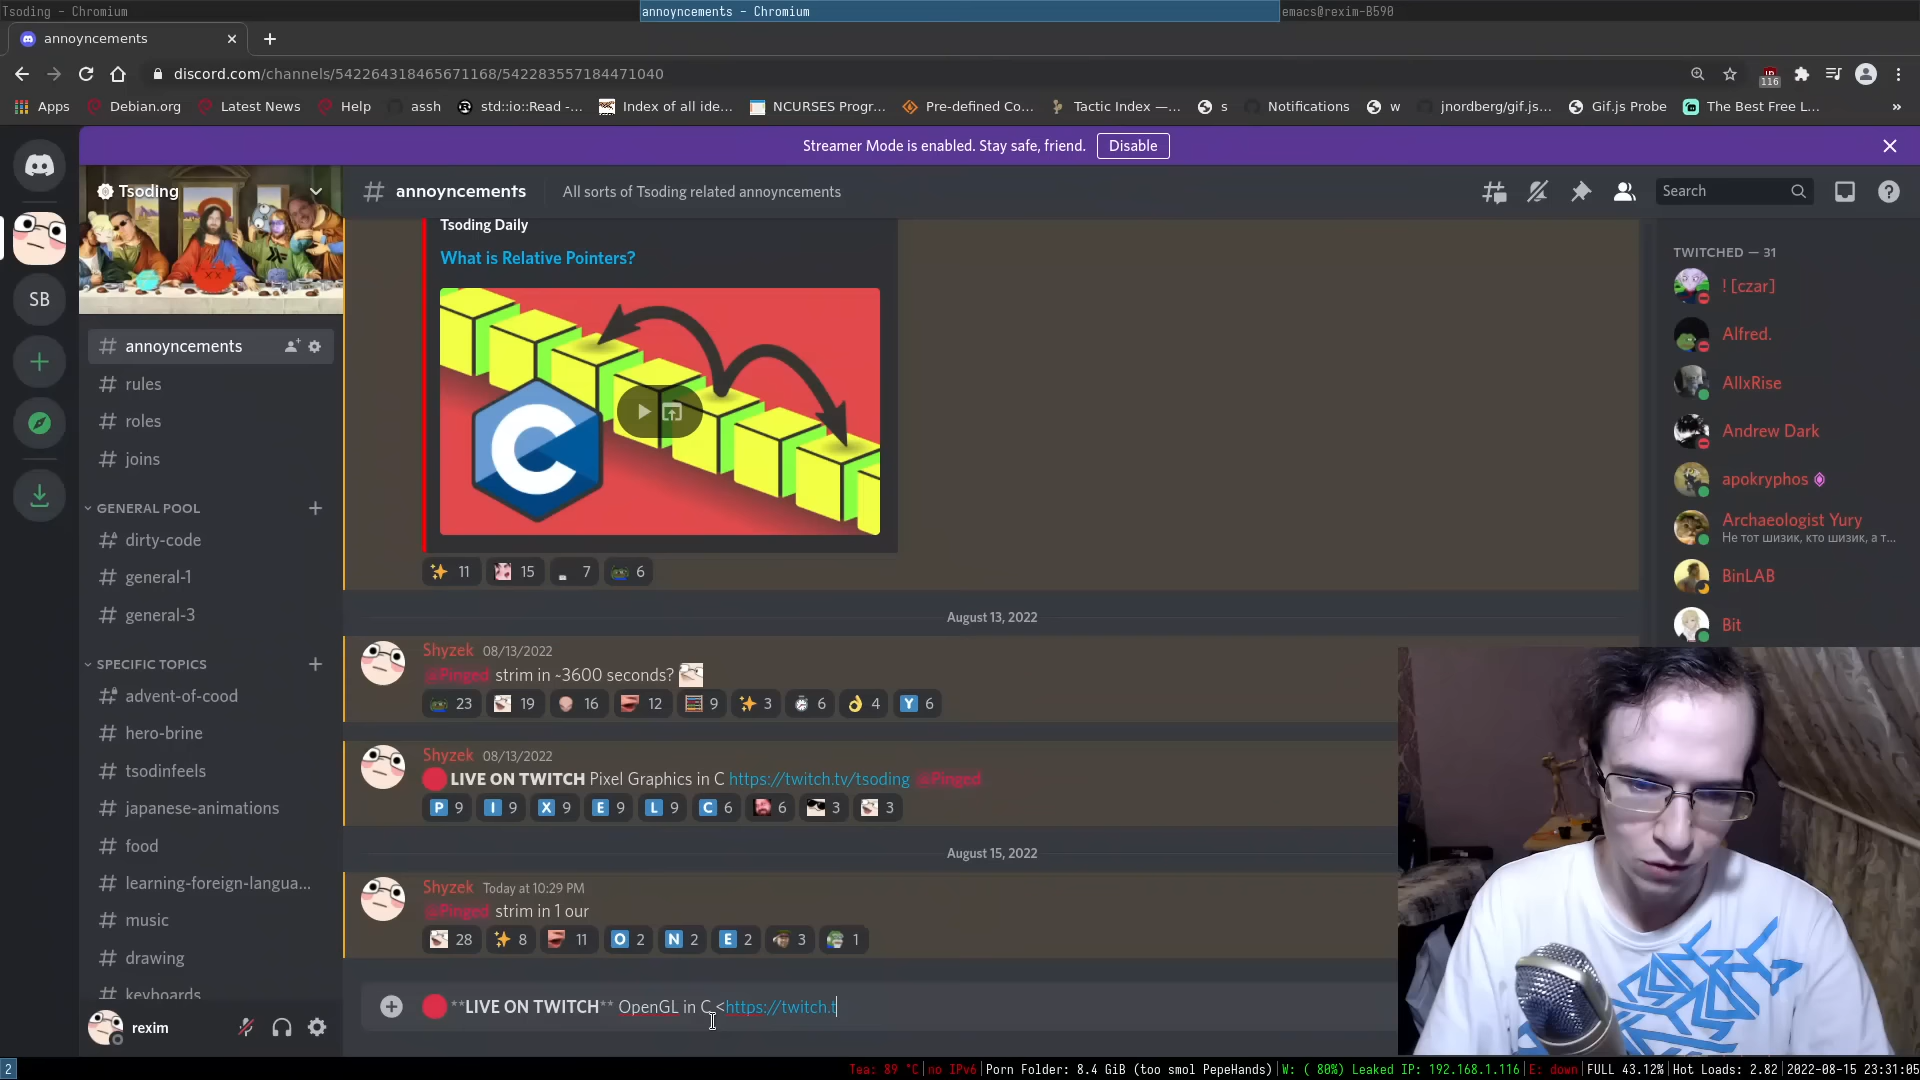 Tsoding – Chromium
annoyncements – Chromium
emacs@rexim-B590
annoyncements
discord.com/channels/542264318465671168/542283557184471040
116
Apps
Debian.org
Latest News
Help
assh
std::io::Read -...
Index of all ide...
NCURSES Progr...
Pre-defined Co...
Tactic Index —...
s
Notifications
w
jnordberg/gif.js...
Gif.js Probe
The Best Free L...
»
Streamer Mode is enabled. Stay safe, friend.
Disable
Tsoding
annoyncements
All sorts of Tsoding related annoyncements
Search
SB
annoyncements
rules
roles
joins
GENERAL POOL
dirty-code
general-1
general-3
SPECIFIC TOPICS
advent-of-cood
hero-brine
tsodinfeels
japanese-animations
food
learning-foreign-langua...
music
drawing
keyboards
rexim
Tsoding Daily
What is Relative Pointers?
C
11
15
7
6
August 13, 2022
Shyzek 08/13/2022
@Pinged strim in ~3600 seconds?
23 19 16 12 9 3 6 4 Y 6
Shyzek 08/13/2022
LIVE ON TWITCH Pixel Graphics in C https://twitch.tv/tsoding @Pinged
P 9 I 9 X 9 E 9 L 9 C 6 6 3 3
August 15, 2022
Shyzek Today at 10:29 PM
@Pinged strim in 1 our
28 8 11 O 2 N 2 E 2 3 1
**LIVE ON TWITCH** OpenGL in C <https://twitch.t
TWITCHED — 31
! [czar]
Alfred.
AllxRise
Andrew Dark
apokryphos
Archaeologist Yury
Не тот шизик, кто шизик, а т...
BinLAB
Bit
2
Tea: 89 °C|no IPv6|Porn Folder: 8.4 GiB (too smol PepeHands)|W: ( 80%) Leaked IP: 192.168.1.116|E: down|FULL 43.12%|Hot Loads: 2.82|2022-08-15 23:31:05